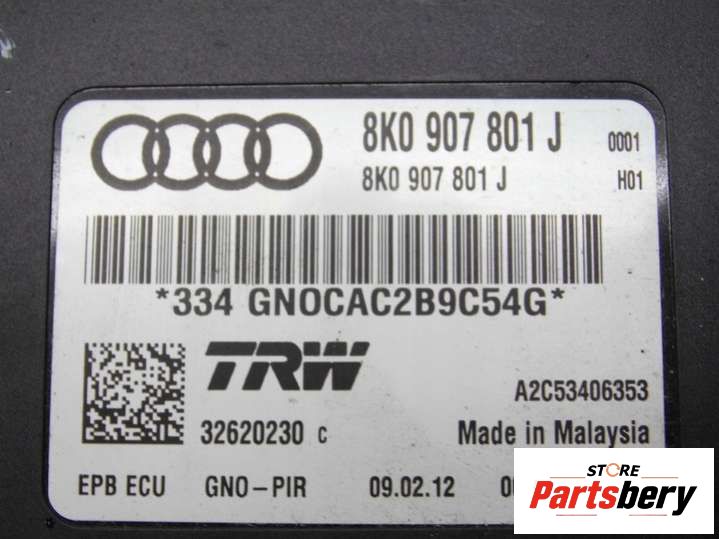 8K0 907 801 J 0001
8K0 907 801 J H01
*334 GNOCAC2B9C54G*
TRW
A2C53406353
32620230 C Made in Malaysia
EPB ECU GNO-PIR 09.02.12
STORE
Partsbery